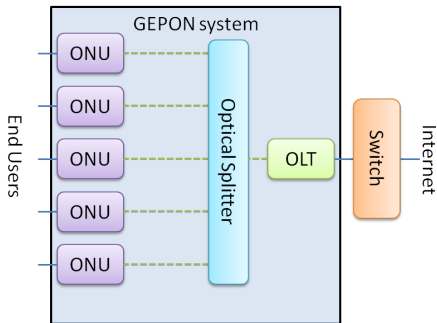 GEPON system
ONU
ONU
ONU
ONU
ONU
End Users
Optical Splitter
OLT
Switch
Internet